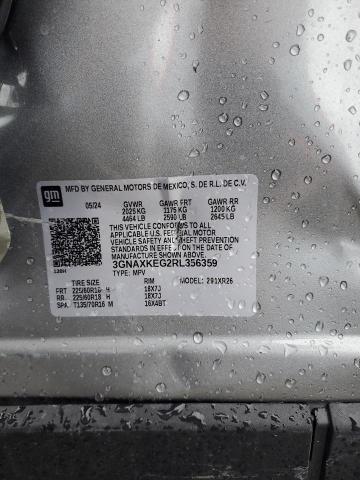 gm
MFD BY GENERAL MOTORS DE MEXICO, S. DE R.L. DE C.V.
05/24 GVWR GAWR FRT GAWR RR
2025 KG 1175 KG 1200 KG
4464 LB 2590 LB 2645 LB
THIS VEHICLE CONFORMS TO ALL
APPLICABLE U.S. FEDERAL MOTOR
VEHICLE SAFETY AND THEFT
PREVENTION STANDARDS IN EFFECT
ON THE DATE OF MANUFACTURE
SHOWN ABOVE.
3GNAXKEG2RL356359
TYPE: MPV
TIRE SIZE RIM MODEL: 291XR26
FRT 225/60R18 H 18X7J
RR 225/60R18 H 18X7J
SPA T135/70R16 M 16X4BT